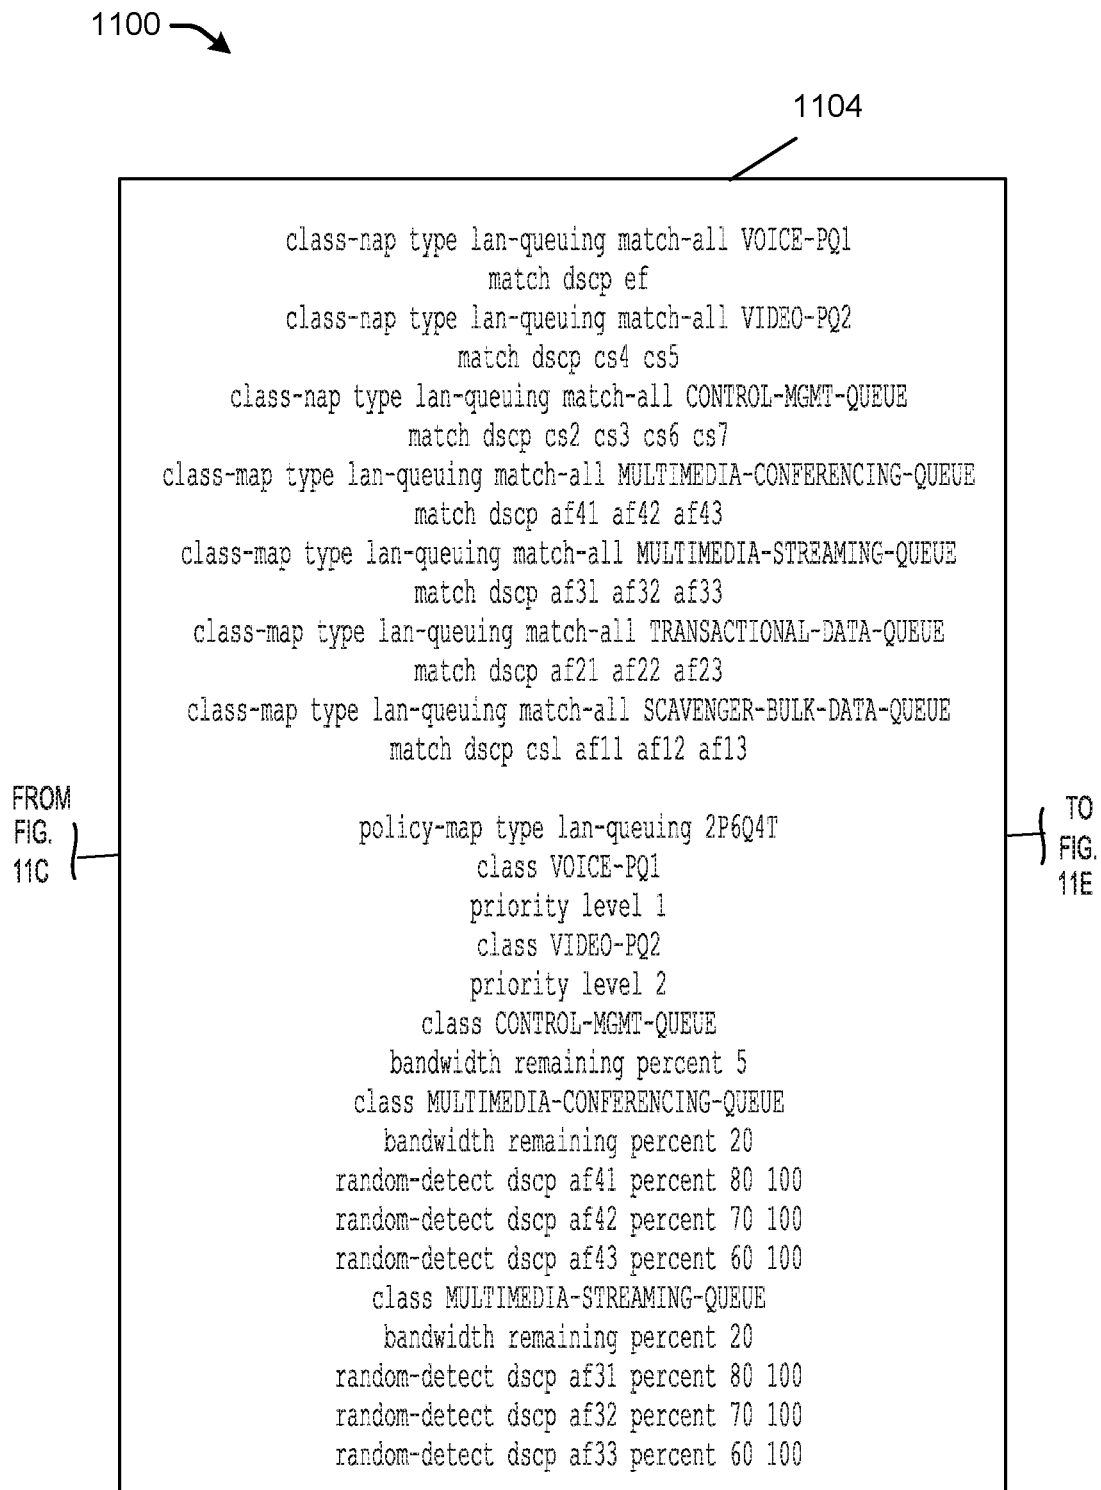 1100
1104
class-nap type lan-queuing match-all VOICE-PQ1
match dscp ef
class-nap type lan-queuing match-all VIDEO-PQ2
match dscp cs4 cs5
class-nap type lan-queuing match-all CONTROL-MGMT-QUEUE
match dscp cs2 cs3 cs6 cs7
class-map type lan-queuing match-all MULTIMEDIA-CONFERENCING-QUEUE
match dscp af41 af42 af43
class-map type lan-queuing match-all MULTIMEDIA-STREAMING-QUEUE
match dscp af31 af32 af33
class-map type lan-queuing match-all TRANSACTIONAL-DATA-QUEUE
match dscp af21 af22 af23
class-map type lan-queuing match-all SCAVENGER-BULK-DATA-QUEUE
match dscp cs1 af11 af12 af13
FROM
FIG.
11C
TO
FIG.
11E
policy-map type lan-queuing 2P6Q4T
class VOICE-PQ1
priority level 1
class VIDEO-PQ2
priority level 2
class CONTROL-MGMT-QUEUE
bandwidth remaining percent 5
class MULTIMEDIA-CONFERENCING-QUEUE
bandwidth remaining percent 20
random-detect dscp af41 percent 80 100
random-detect dscp af42 percent 70 100
random-detect dscp af43 percent 60 100
class MULTIMEDIA-STREAMING-QUEUE
bandwidth remaining percent 20
random-detect dscp af31 percent 80 100
random-detect dscp af32 percent 70 100
random-detect dscp af33 percent 60 100